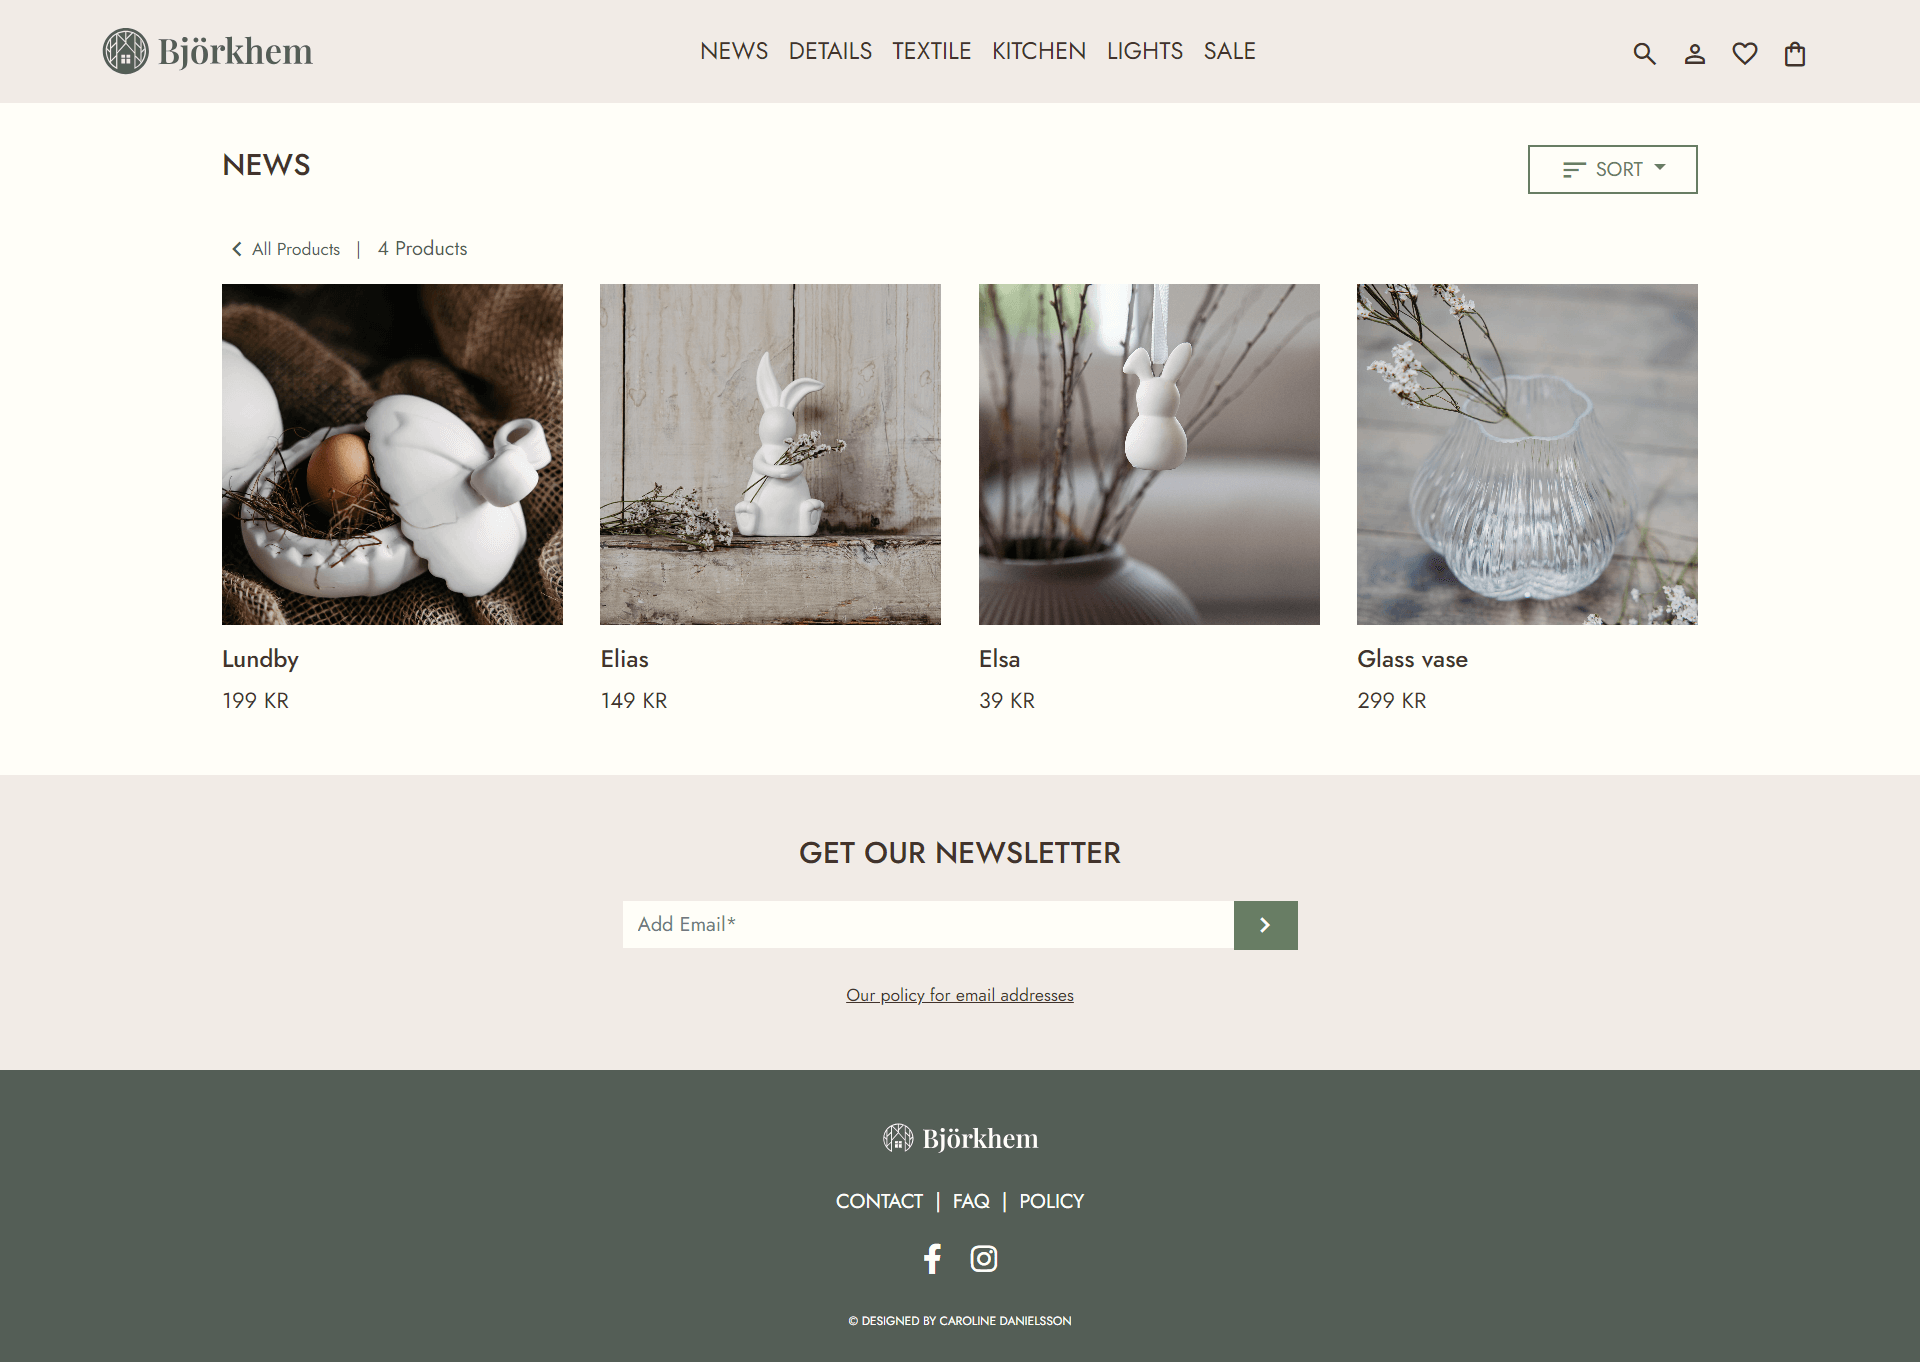 Björkhem
NEWS DETAILS TEXTILE KITCHEN LIGHTS SALE
NEWS
SORT
All Products | 4 Products
Lundby
199 KR
Elias
149 KR
Elsa
39 KR
Glass vase
299 KR
GET OUR NEWSLETTER
Add Email*
Our policy for email addresses
Björkhem
CONTACT | FAQ | POLICY
© DESIGNED BY CAROLINE DANIELSSON